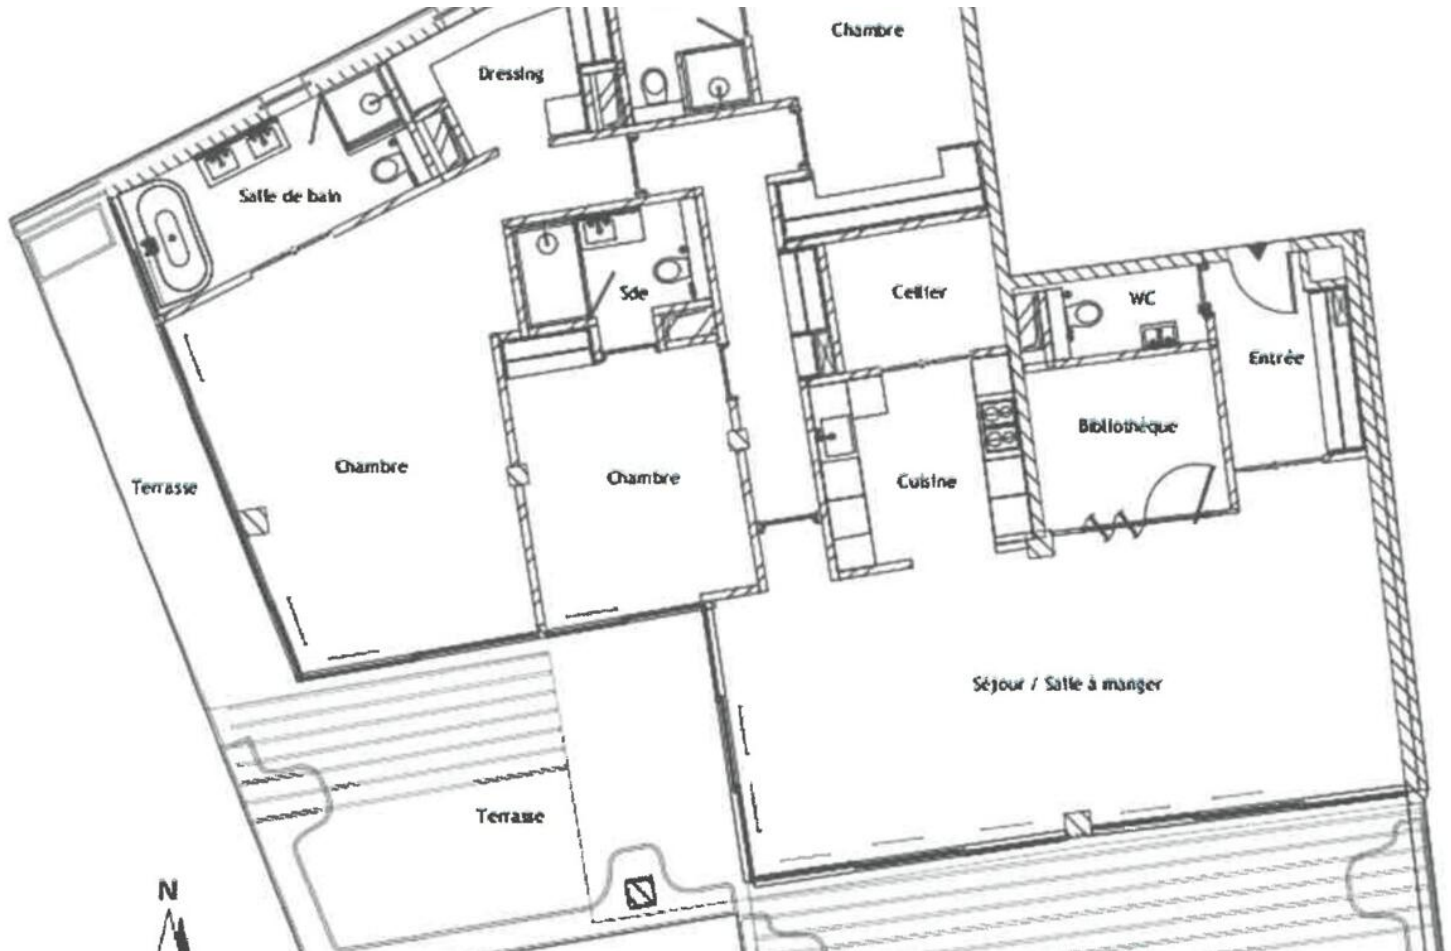 Chambre
Dressing
Salle de bain
Sde
Cellier
WC
Entrée
Bibliothèque
Chambre
Chambre
Cuisine
Terrasse
Séjour / Salle à manger
Terrasse
N